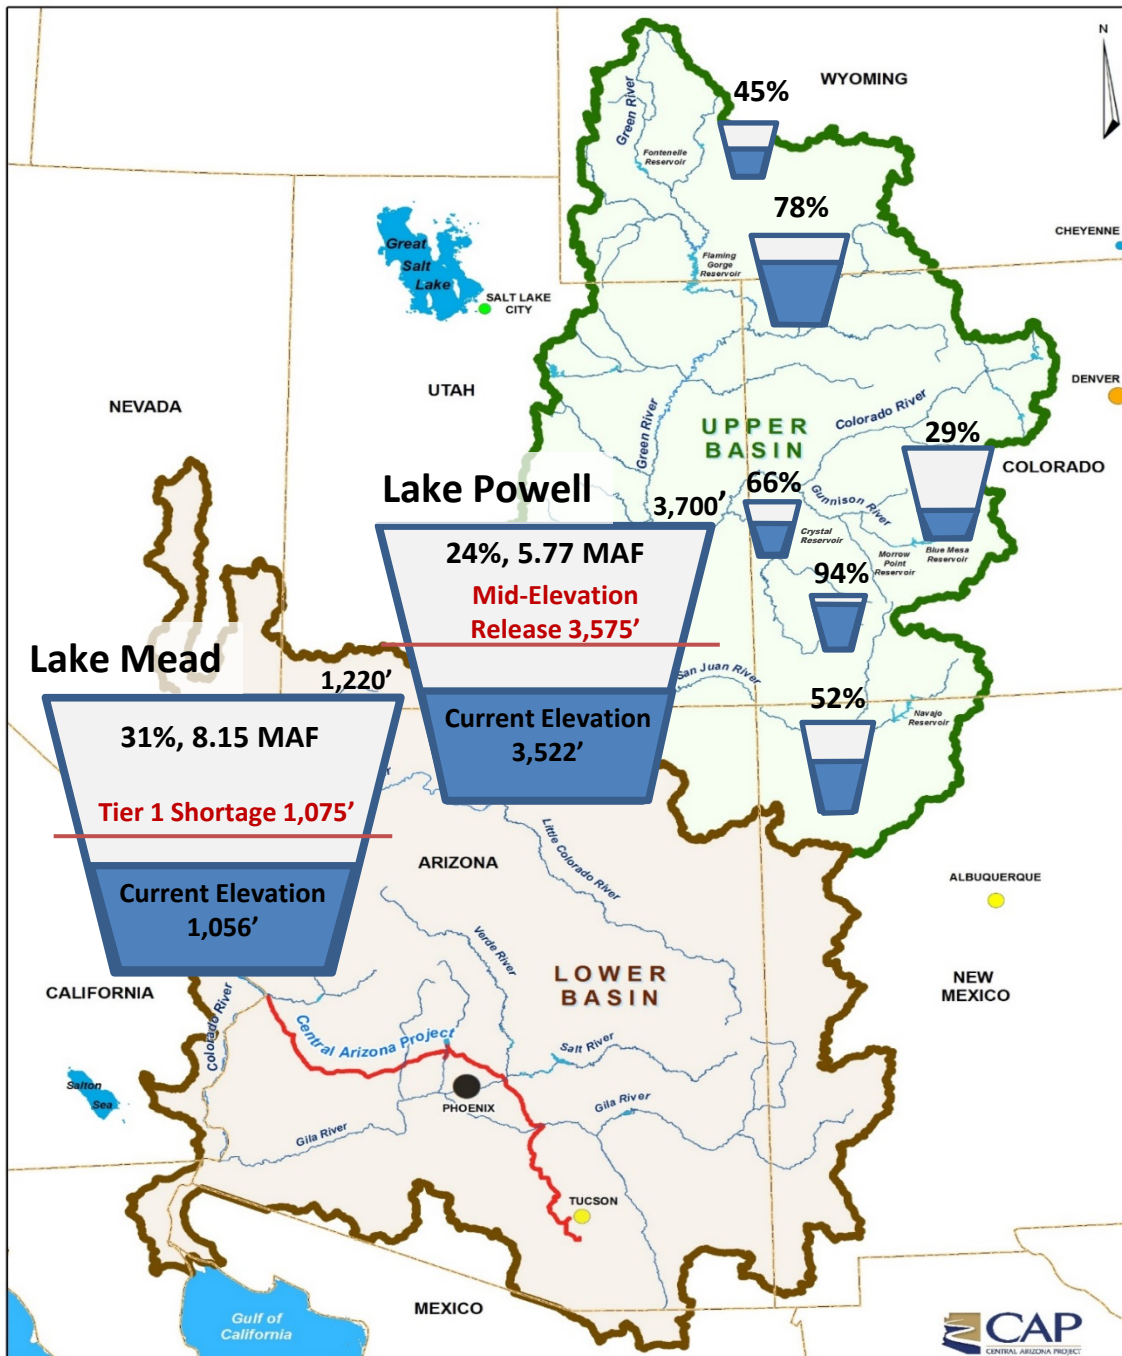 N
WYOMING
45%
Green River
Fontenelle
Reservoir
78%
CHEYENNE
Great
Salt
Lake
Flaming
Gorge
Reservoir
SALT LAKE
CITY
DENVER
UTAH
NEVADA
Colorado River
UPPER
BASIN
29%
COLORADO
Green River
Lake Powell
66%
3,700’
Gunnison River
Crystal
Reservoir
Morrow
Point
Reservoir
Blue Mesa
Reservoir
24%, 5.77 MAF
Mid-Elevation
Release 3,575’
94%
Lake Mead
1,220’
San Juan River
52%
Navajo
Reservoir
Current Elevation
3,522’
31%, 8.15 MAF
Tier 1 Shortage 1,075’
Little Colorado River
ARIZONA
ALBUQUERQUE
Current Elevation
1,056’
Verde River
LOWER
BASIN
NEW
MEXICO
CALIFORNIA
Colorado River
Central Arizona Project
Salt River
Salton
Sea
PHOENIX
Gila River
Gila River
TUCSON
MEXICO
Gulf of
California
CAP
CENTRAL ARIZONA PROJECT